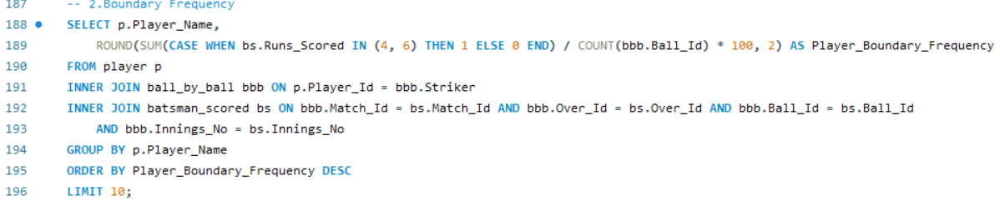 187 -- 2.Boundary Frequency
188 SELECT p.Player_Name,
189 ROUND(SUM(CASE WHEN bs.Runs_Scored IN (4, 6) THEN 1 ELSE 0 END) / COUNT(bbb.Ball_Id) * 100, 2) AS Player_Boundary_Frequency
190 FROM player p
191 INNER JOIN ball_by_ball bbb ON p.Player_Id = bbb.Striker
192 INNER JOIN batsman_scored bs ON bbb.Match_Id = bs.Match_Id AND bbb.Over_Id = bs.Over_Id AND bbb.Ball_Id = bs.Ball_Id
193 AND bbb.Innings_No = bs.Innings_No
194 GROUP BY p.Player_Name
195 ORDER BY Player_Boundary_Frequency DESC
196 LIMIT 10;